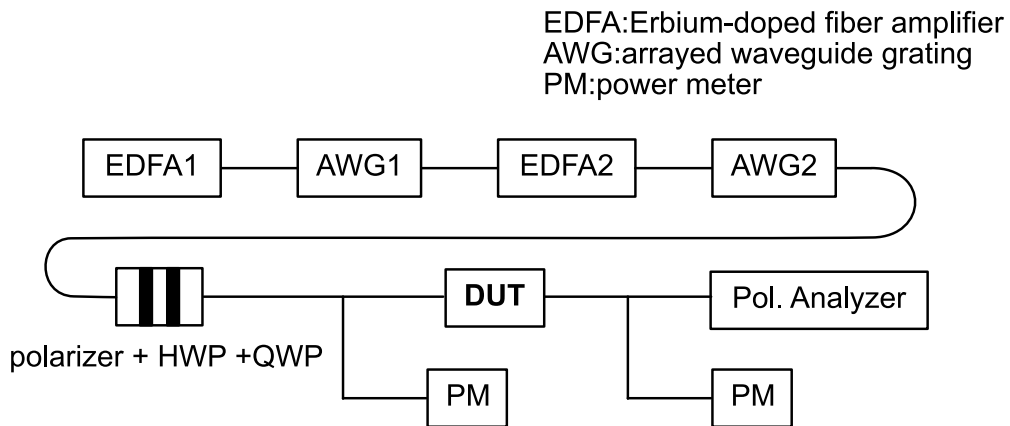 EDFA:Erbium-doped fiber amplifier
AWG:arrayed waveguide grating
PM:power meter
EDFA1
AWG1
EDFA2
AWG2
DUT
Pol. Analyzer
polarizer + HWP +QWP
PM
PM